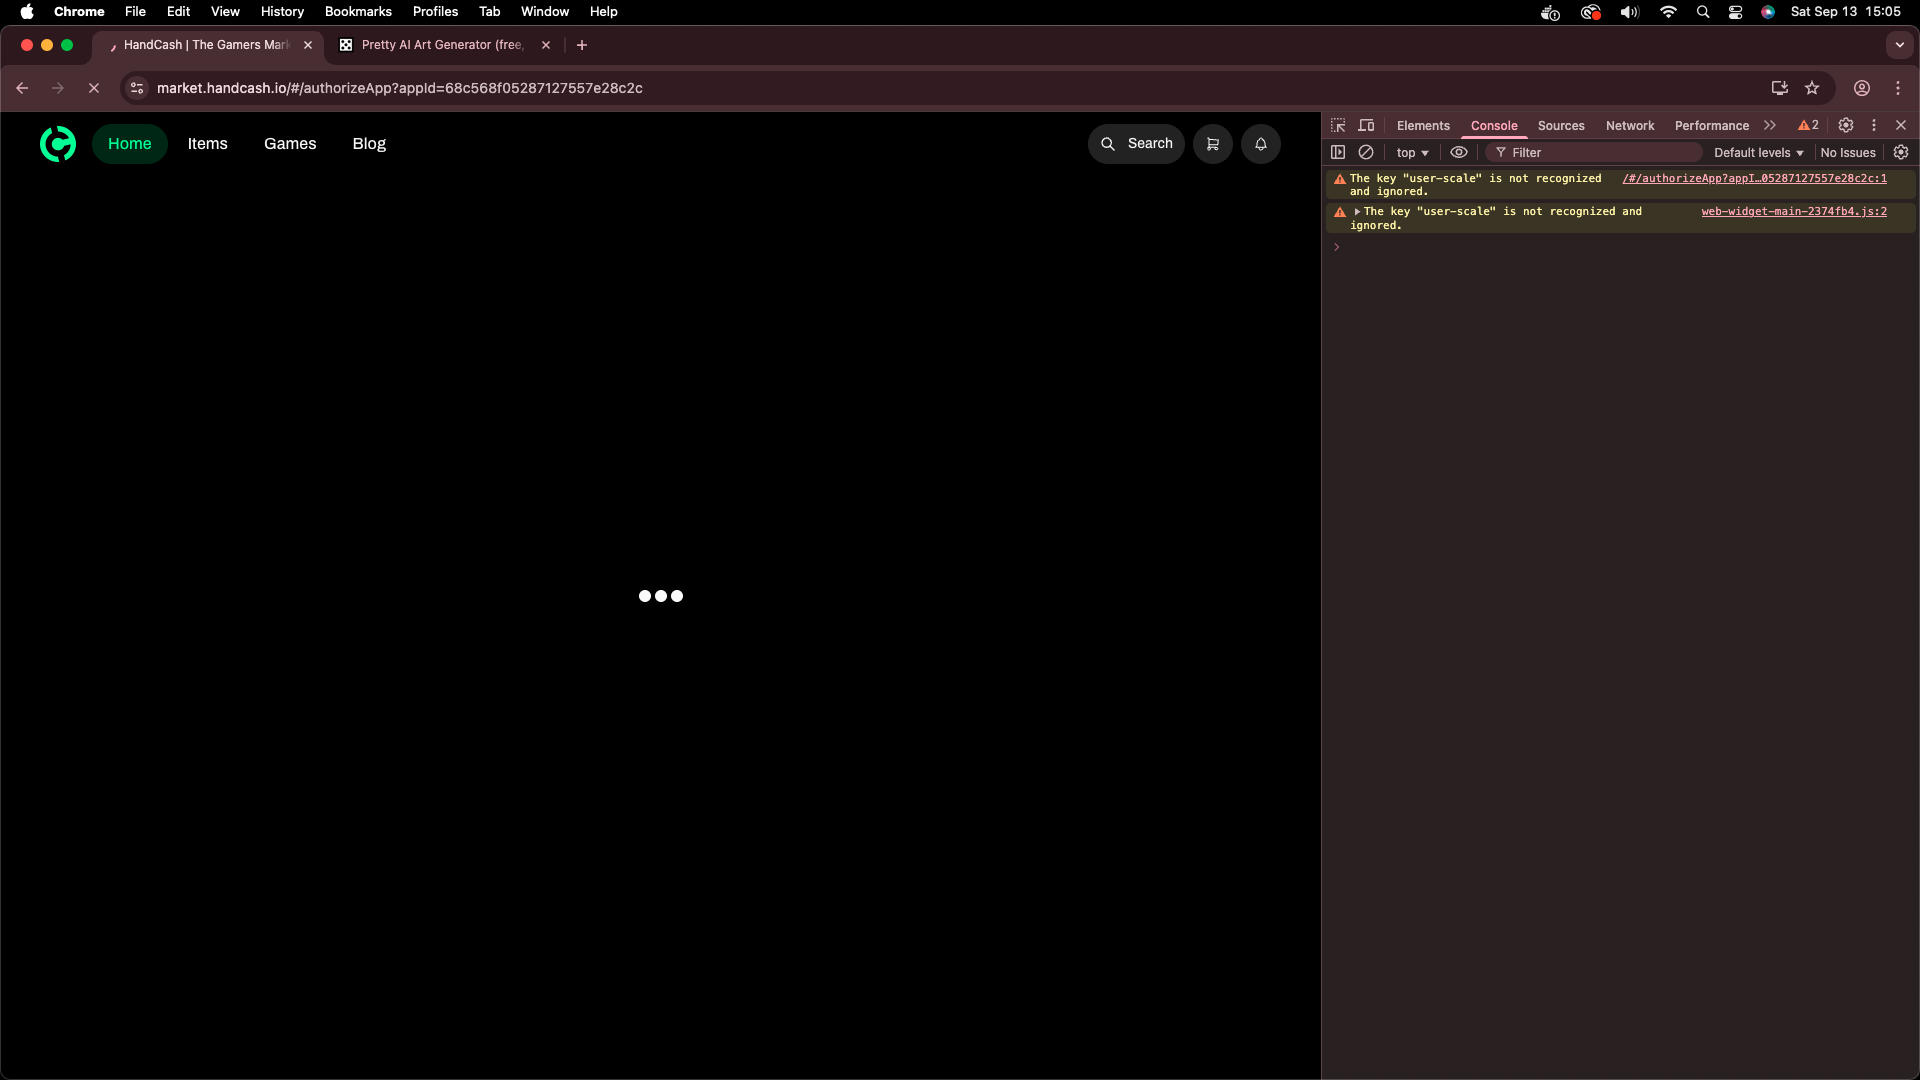 Chrome File Edit View History Bookmarks Profiles Tab Window Help Sat Sep 13 15:05
HandCash | The Gamers Mark
Pretty AI Art Generator (free,
market.handcash.io/#/authorizeApp?appId=68c568f05287127557e28c2c
Home Items Games Blog Search
Elements Console Sources Network Performance 2
top Filter Default levels No Issues
The key "user-scale" is not recognized /#/authorizeApp?appI…05287127557e28c2c:1
and ignored.
The key "user-scale" is not recognized and web-widget-main-2374fb4.js:2
ignored.